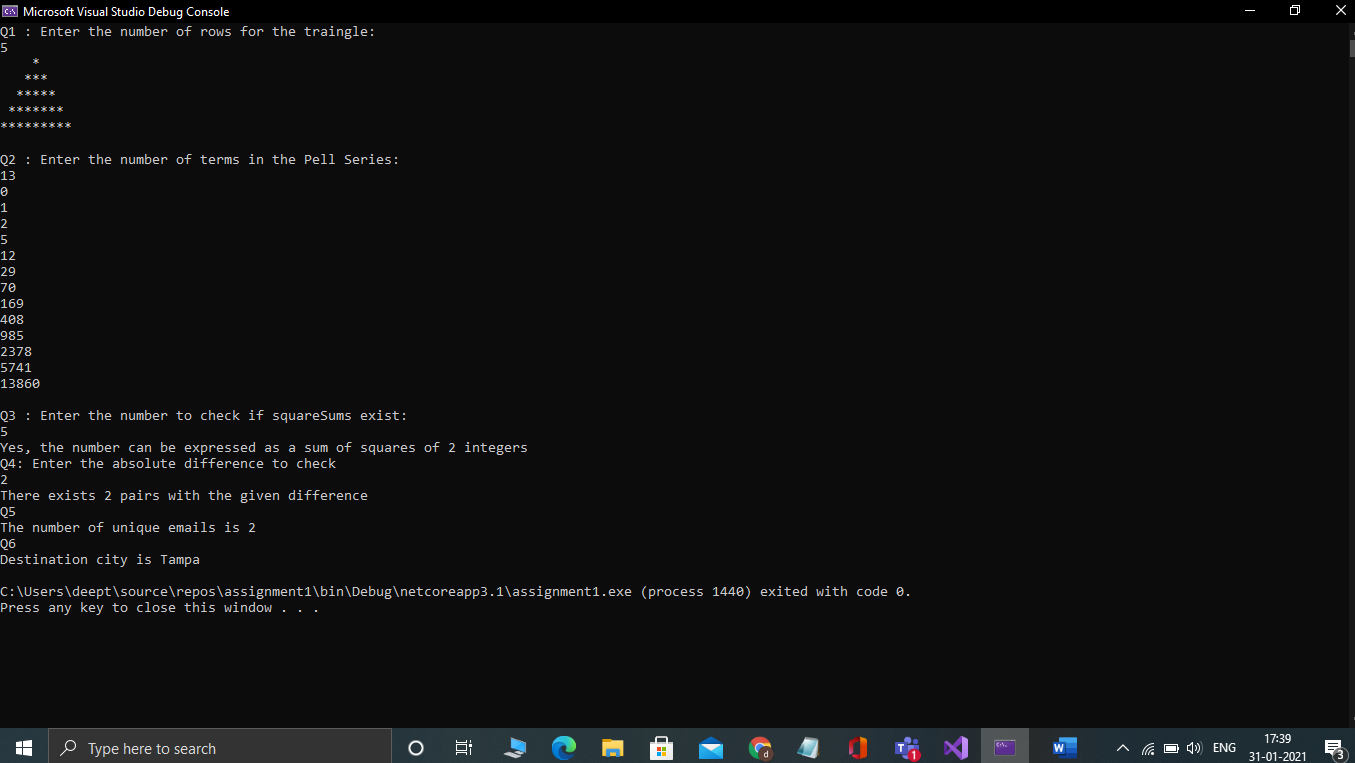 Microsoft Visual Studio Debug Console
Q1 : Enter the number of rows for the traingle:
5
    *
   ***
  *****
 *******
*********

Q2 : Enter the number of terms in the Pell Series:
13
0
1
2
5
12
29
70
169
408
985
2378
5741
13860

Q3 : Enter the number to check if squareSums exist:
5
Yes, the number can be expressed as a sum of squares of 2 integers
Q4: Enter the absolute difference to check
2
There exists 2 pairs with the given difference
Q5
The number of unique emails is 2
Q6
Destination city is Tampa

C:\Users\deept\source\repos\assignment1\bin\Debug\netcoreapp3.1\assignment1.exe (process 1440) exited with code 0.
Press any key to close this window . . .
Type here to search
d
1
W
ENG
17:39
31-01-2021
3